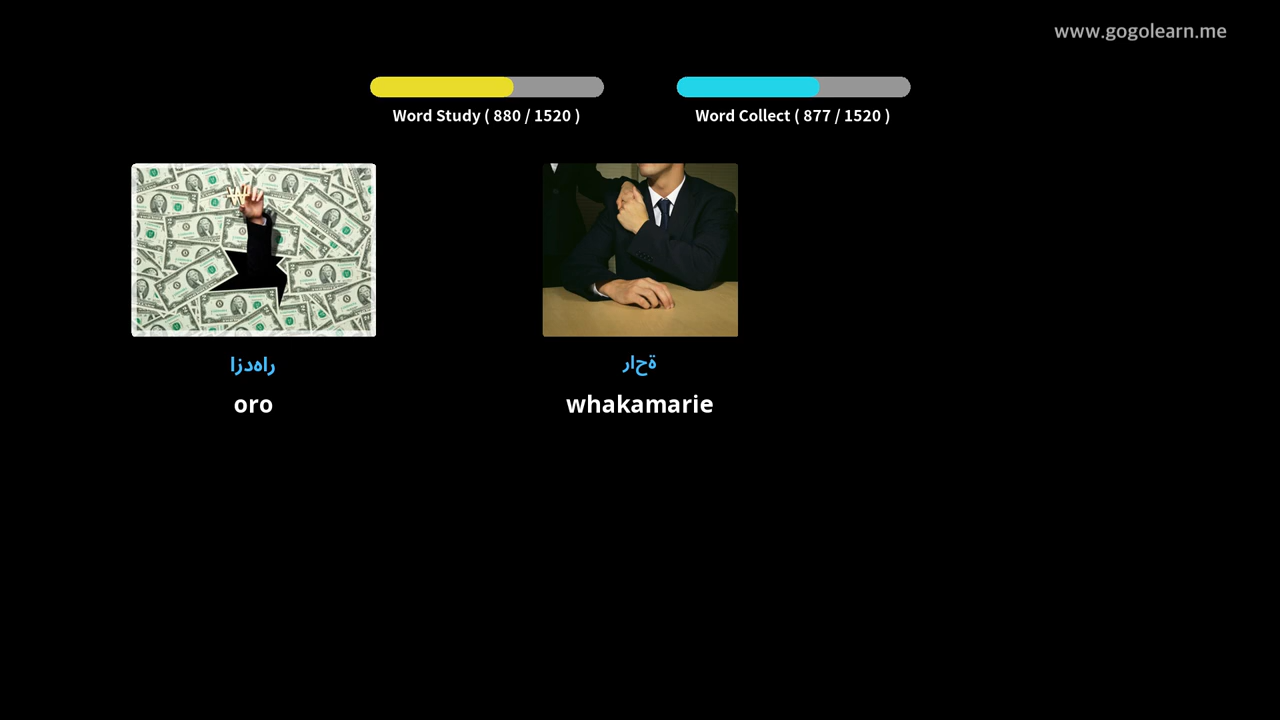 www.gogolearn.me
Word Study ( 880 / 1520 )
Word Collect ( 877 / 1520 )
راهدزا
oro
ةحار
whakamarie